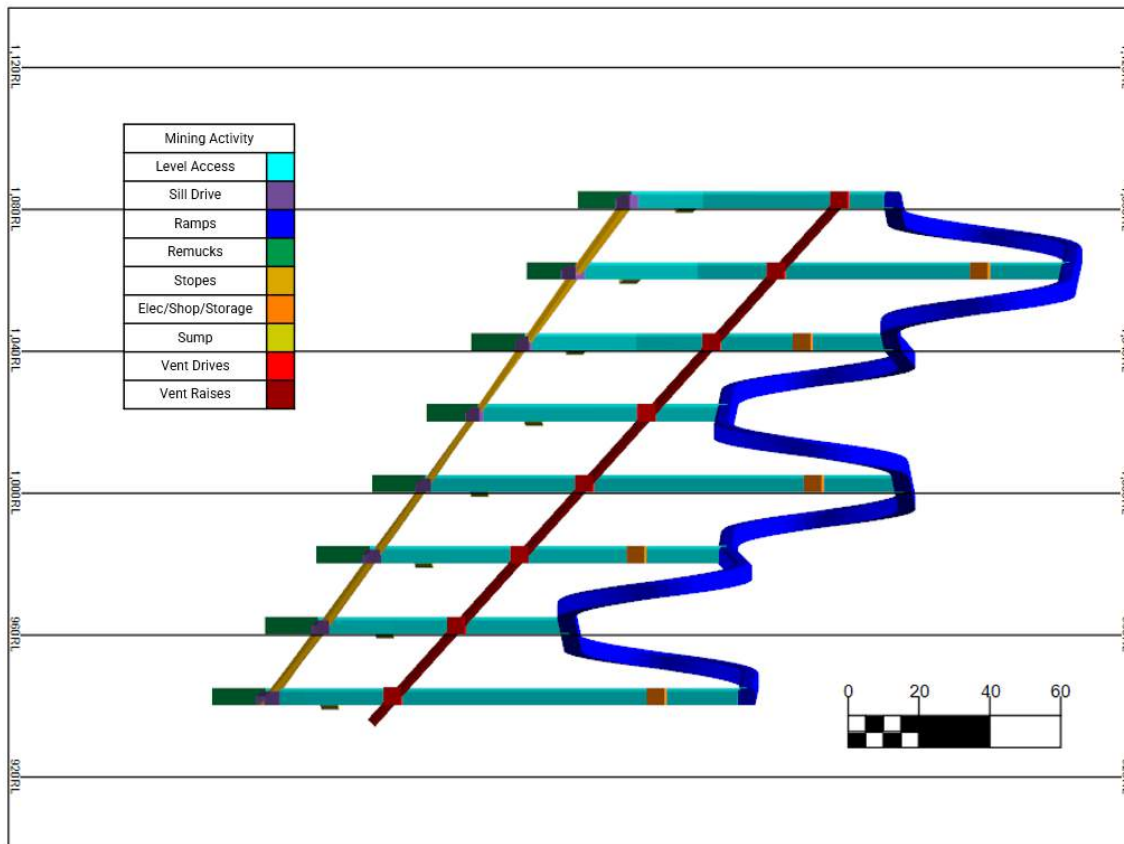 1,120RL
Mining Activity
Level Access
Sill Drive
Ramps
Remucks
Stopes
Elec/Shop/Storage
Sump
Vent Drives
Vent Raises
1,080RL
1,040RL
1,000RL
960RL
920RL
0 20 40 60